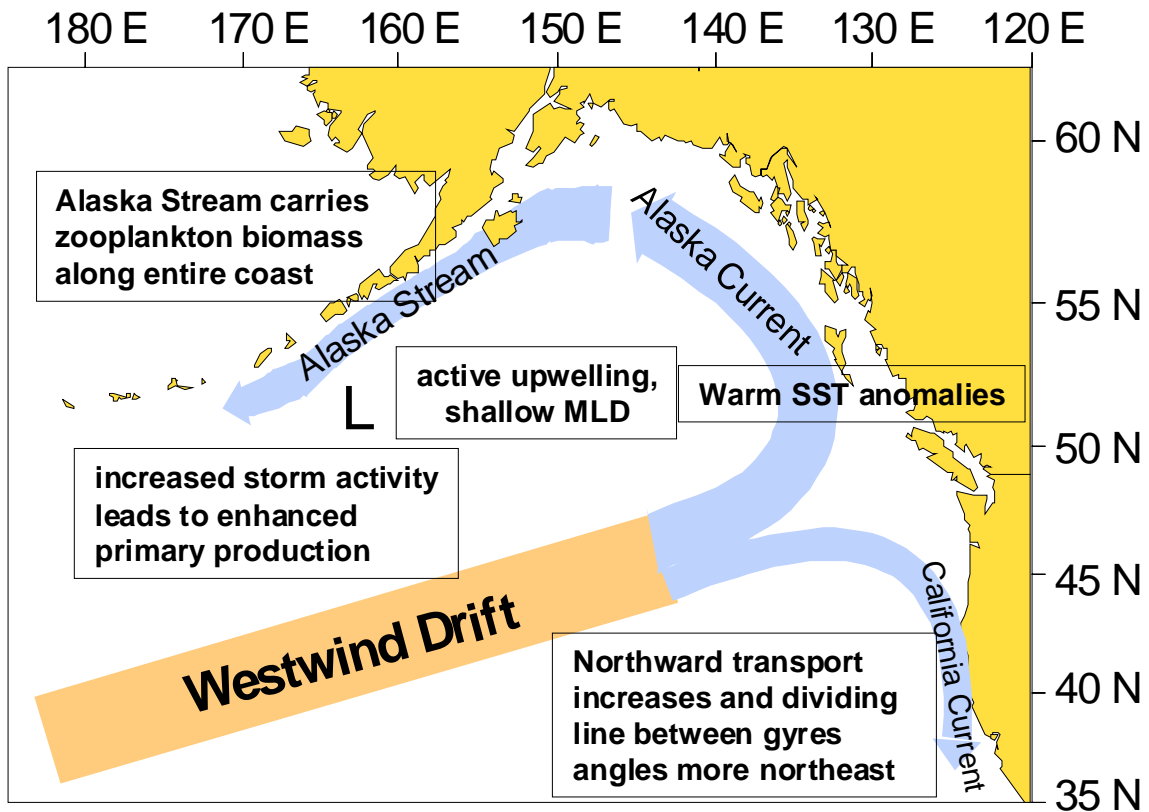 180 E 170 E 160 E 150 E 140 E 130 E 120 E
60 N
Alaska Stream carries
zooplankton biomass
along entire coast
Alaska Current
55 N
Alaska Stream
active upwelling,
shallow MLD
Warm SST anomalies
L
50 N
increased storm activity
leads to enhanced
primary production
45 N
Westwind Drift
California Current
Northward transport
increases and dividing
line between gyres
angles more northeast
40 N
35 N